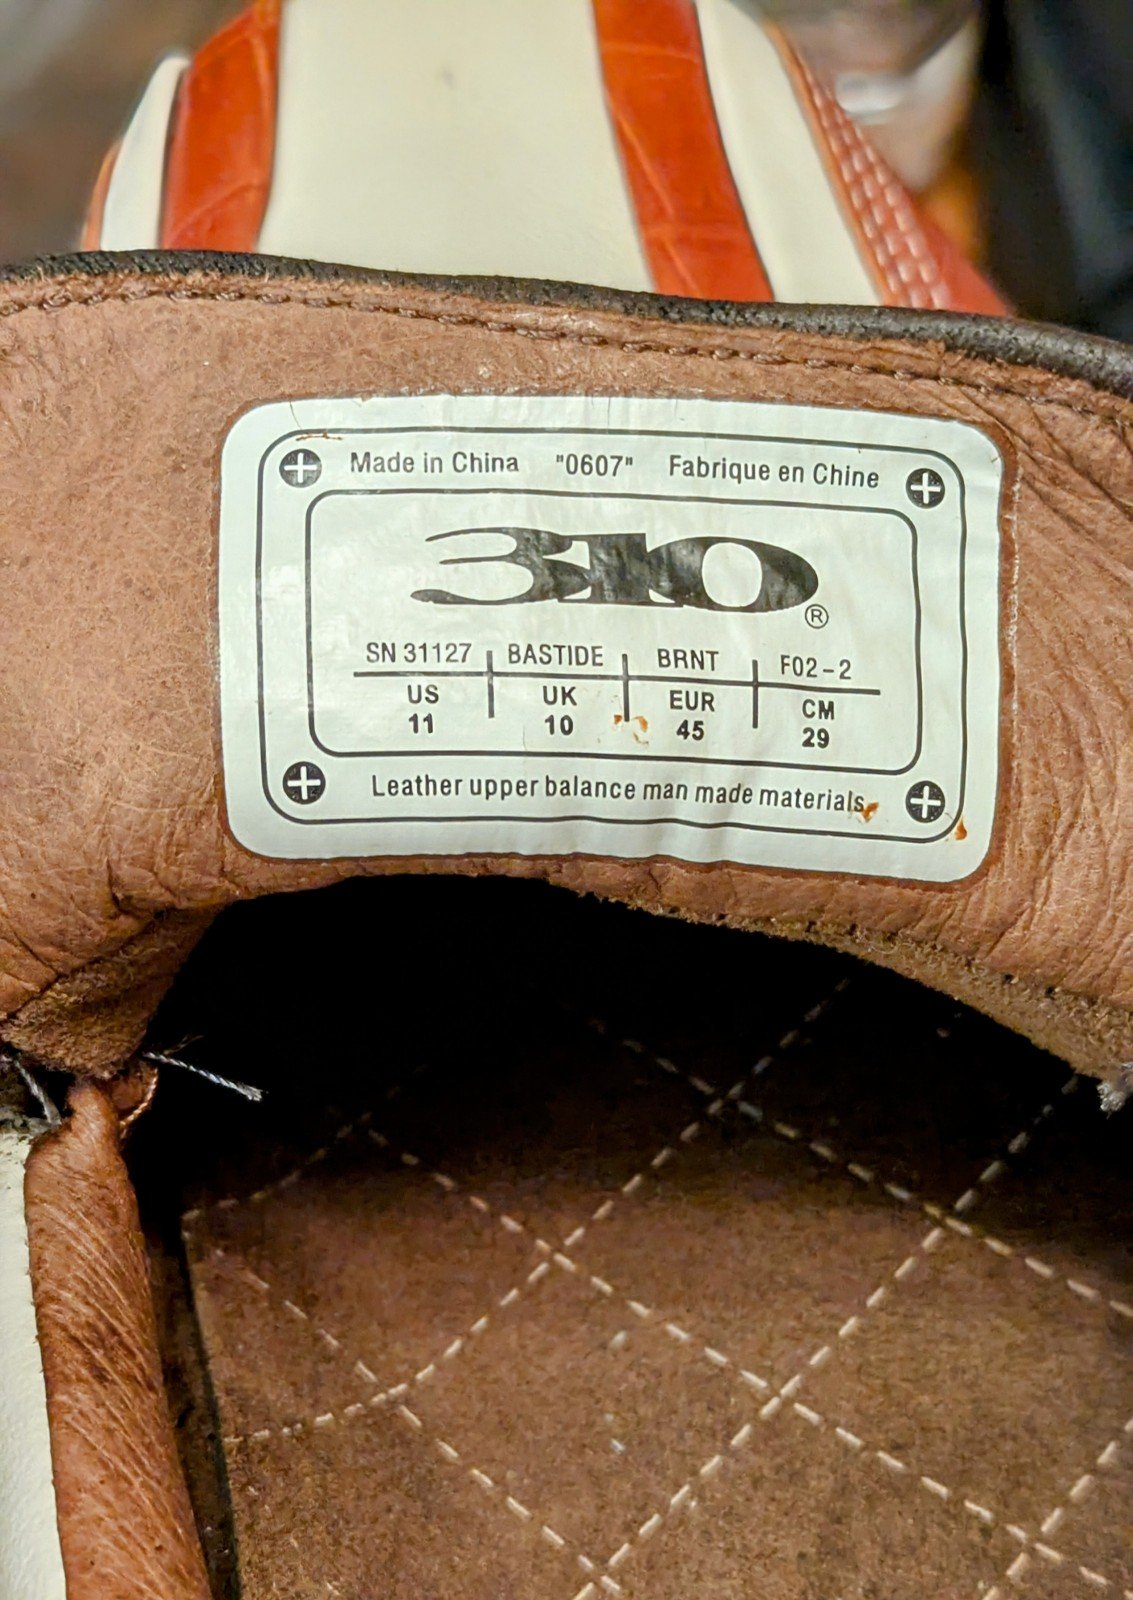 Made in China "0607" Fabrique en Chine
310®
SN 31127 BASTIDE BRNT F02-2
US UK EUR CM
11 10 45 29
Leather upper balance man made materials